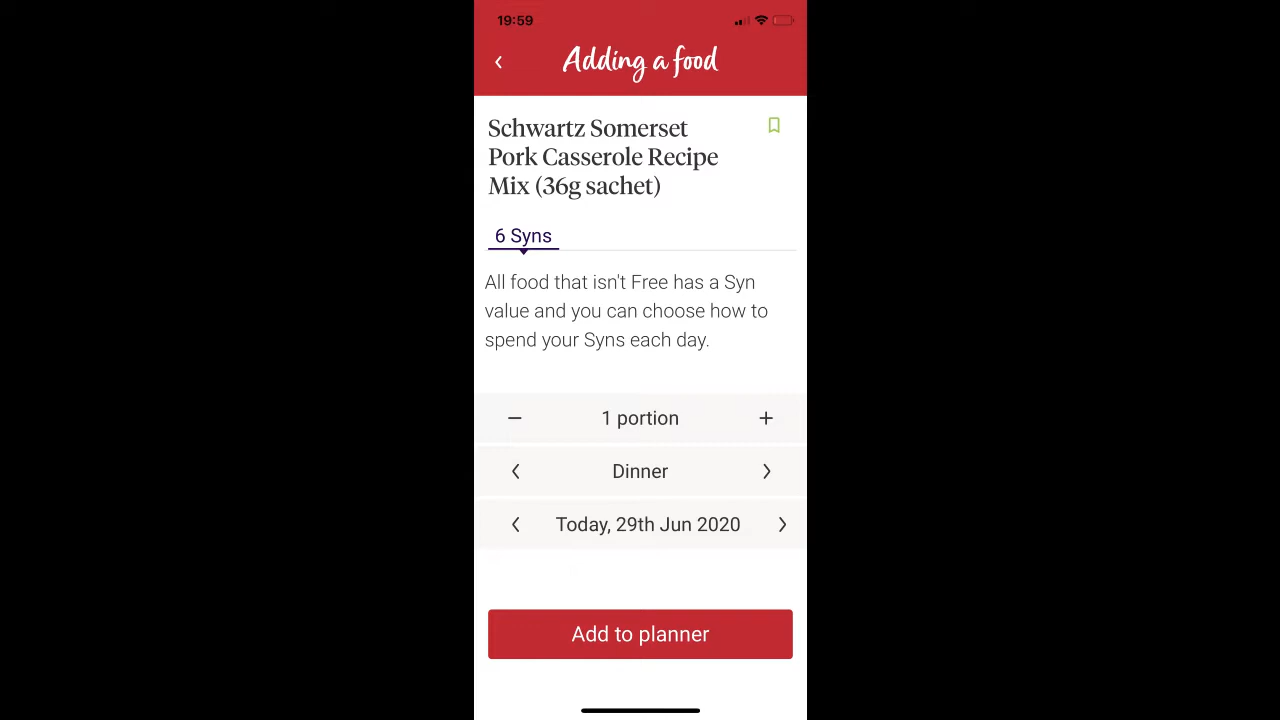 19:59
Adding a food
Schwartz Somerset
Pork Casserole Recipe
Mix (36g sachet)
6 Syns
All food that isn't Free has a Syn
value and you can choose how to
spend your Syns each day.
1 portion
Dinner
Today, 29th Jun 2020
Add to planner